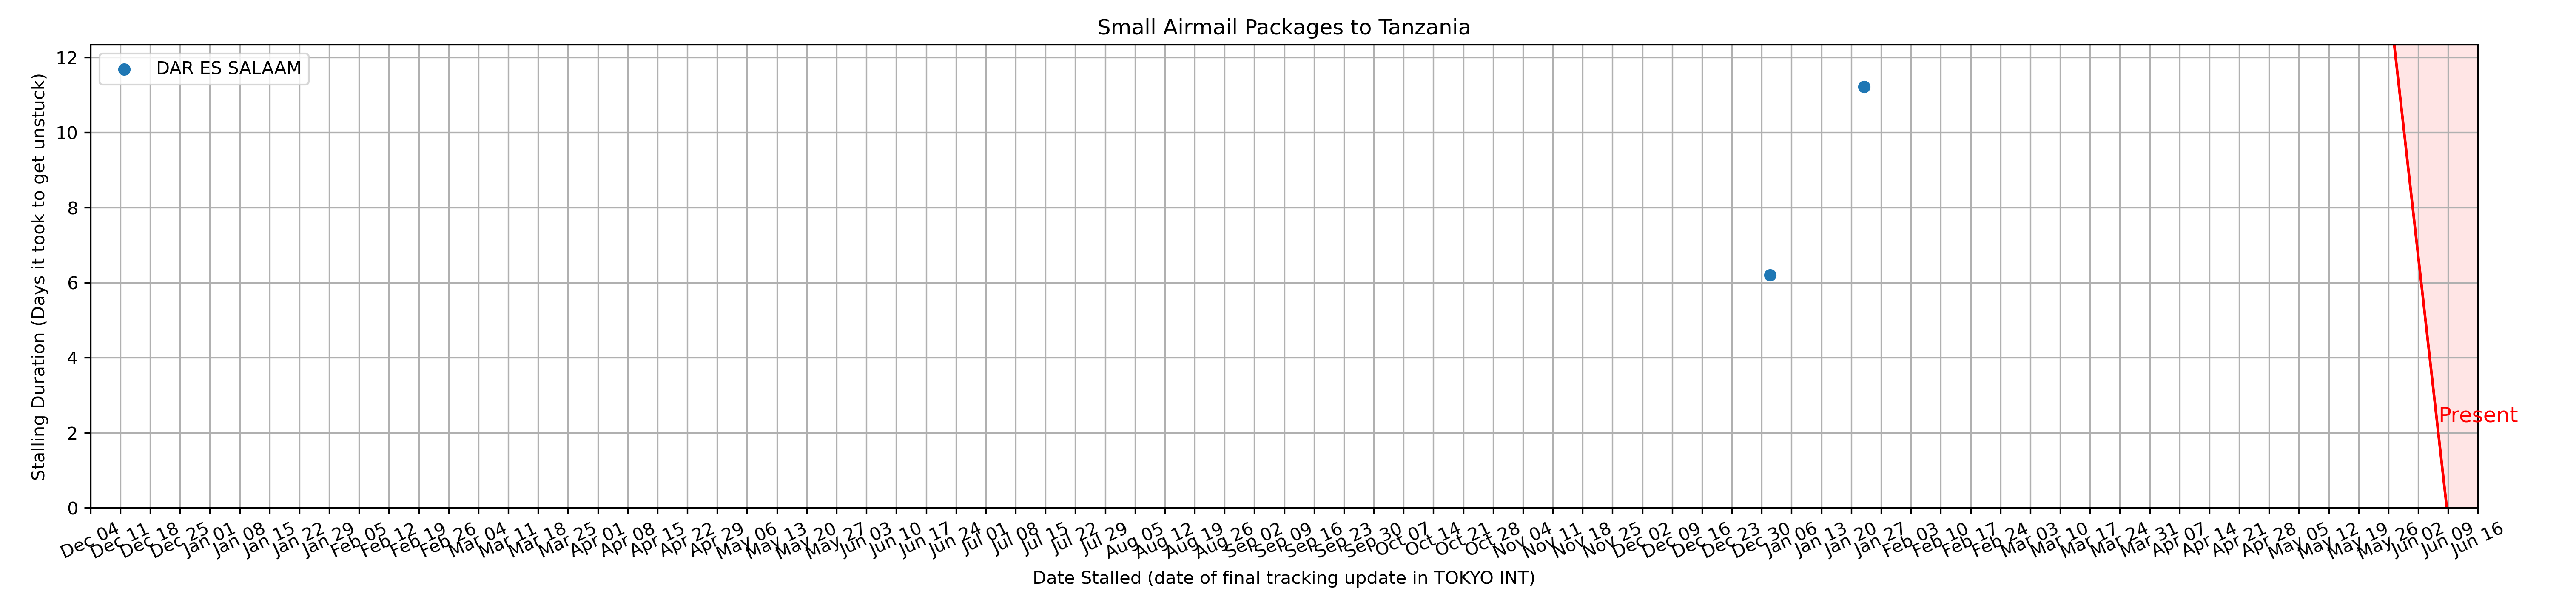 Small Airmail Packages to Tanzania
DAR ES SALAAM
Stalling Duration (Days it took to get unstuck)
12
10
8
6
4
2
0
Present
Dec 04
Dec 11
Dec 18
Dec 25
Jan 01
Jan 08
Jan 15
Jan 22
Jan 29
Feb 05
Feb 12
Feb 19
Feb 26
Mar 04
Mar 11
Mar 18
Mar 25
Apr 01
Apr 08
Apr 15
Apr 22
Apr 29
May 06
May 13
May 20
May 27
Jun 03
Jun 10
Jun 17
Jun 24
Jul 01
Jul 08
Jul 15
Jul 22
Jul 29
Aug 05
Aug 12
Aug 19
Aug 26
Sep 02
Sep 09
Sep 16
Sep 23
Sep 30
Oct 07
Oct 14
Oct 21
Oct 28
Nov 04
Nov 11
Nov 18
Nov 25
Dec 02
Dec 09
Dec 16
Dec 23
Dec 30
Jan 06
Jan 13
Jan 20
Jan 27
Feb 03
Feb 10
Feb 17
Feb 24
Mar 03
Mar 10
Mar 17
Mar 24
Mar 31
Apr 07
Apr 14
Apr 21
Apr 28
May 05
May 12
May 19
May 26
Jun 02
Jun 09
Jun 16
Date Stalled (date of final tracking update in TOKYO INT)